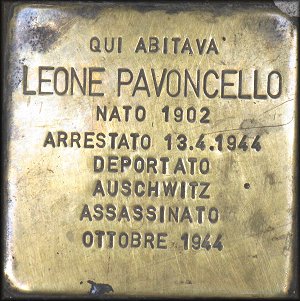 QUI ABITAVA
LEONE PAVONCELLO
NATO 1902
ARRESTATO 13.4.1944
DEPORTATO
AUSCHWITZ
ASSASSINATO
OTTOBRE 1944